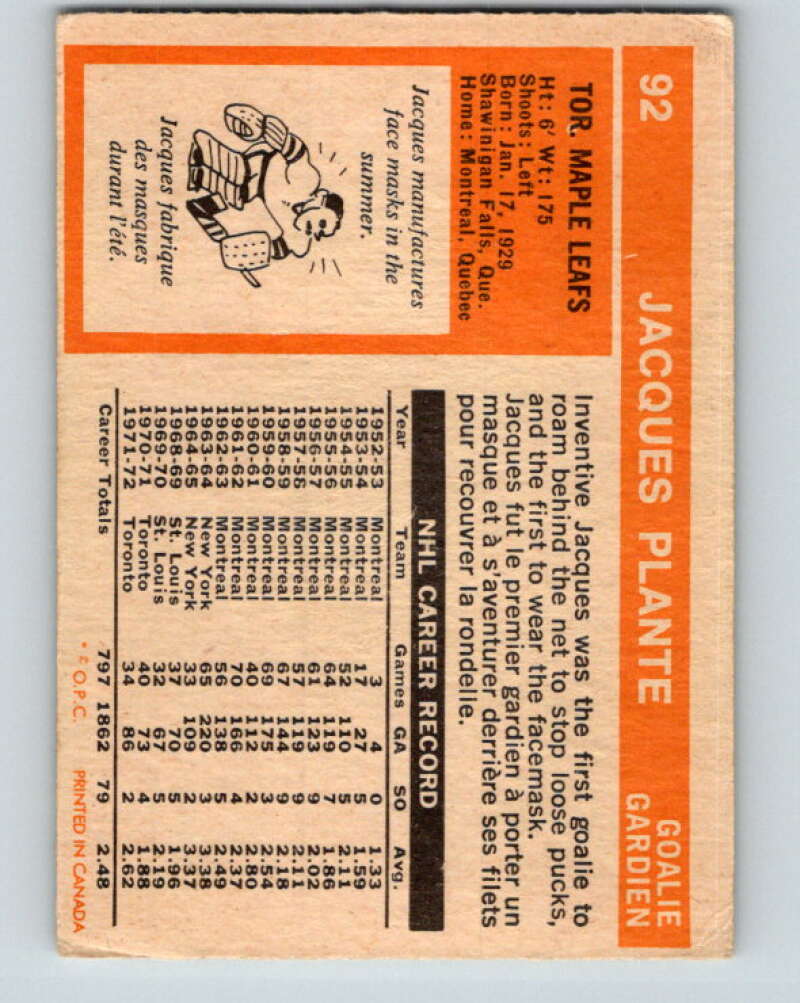 92 JACQUES PLANTE GOALIE
GARDIEN
TOR. MAPLE LEAFS
Ht: 6' Wt: 175
Shoots: Left
Born: Jan. 17, 1929
Shawinigan Falls, Que.
Home: Montreal, Quebec
Jacques manufactures
face masks in the
summer.
Jacques fabrique
des masques
durant l'été.
Inventive Jacques was the first goalie to
roam behind the net to stop loose pucks,
and the first to wear the facemask.
Jacques fut le premier gardien à porter un
masque et à s'aventurer derrière ses filets
pour recouvrer la rondelle.
NHL CAREER RECORD
Year Team Games GA SO Avg.
1952-53 Montreal 3 4 0 1.33
1953-54 Montreal 17 27 5 1.59
1954-55 Montreal 52 110 5 2.11
1955-56 Montreal 64 119 7 1.86
1956-57 Montreal 61 123 9 2.02
1957-58 Montreal 57 119 9 2.11
1958-59 Montreal 67 144 9 2.18
1959-60 Montreal 69 175 3 2.54
1960-61 Montreal 40 112 2 2.80
1961-62 Montreal 70 166 4 2.37
1962-63 Montreal 56 138 5 2.49
1963-64 New York 65 220 3 3.38
1964-65 New York 33 109 2 3.37
1968-69 St. Louis 37 70 5 1.96
1969-70 St. Louis 32 67 5 2.19
1970-71 Toronto 40 73 4 1.88
1971-72 Toronto 34 86 2 2.62
Career Totals 797 1862 79 2.48
O.P.C. PRINTED IN CANADA